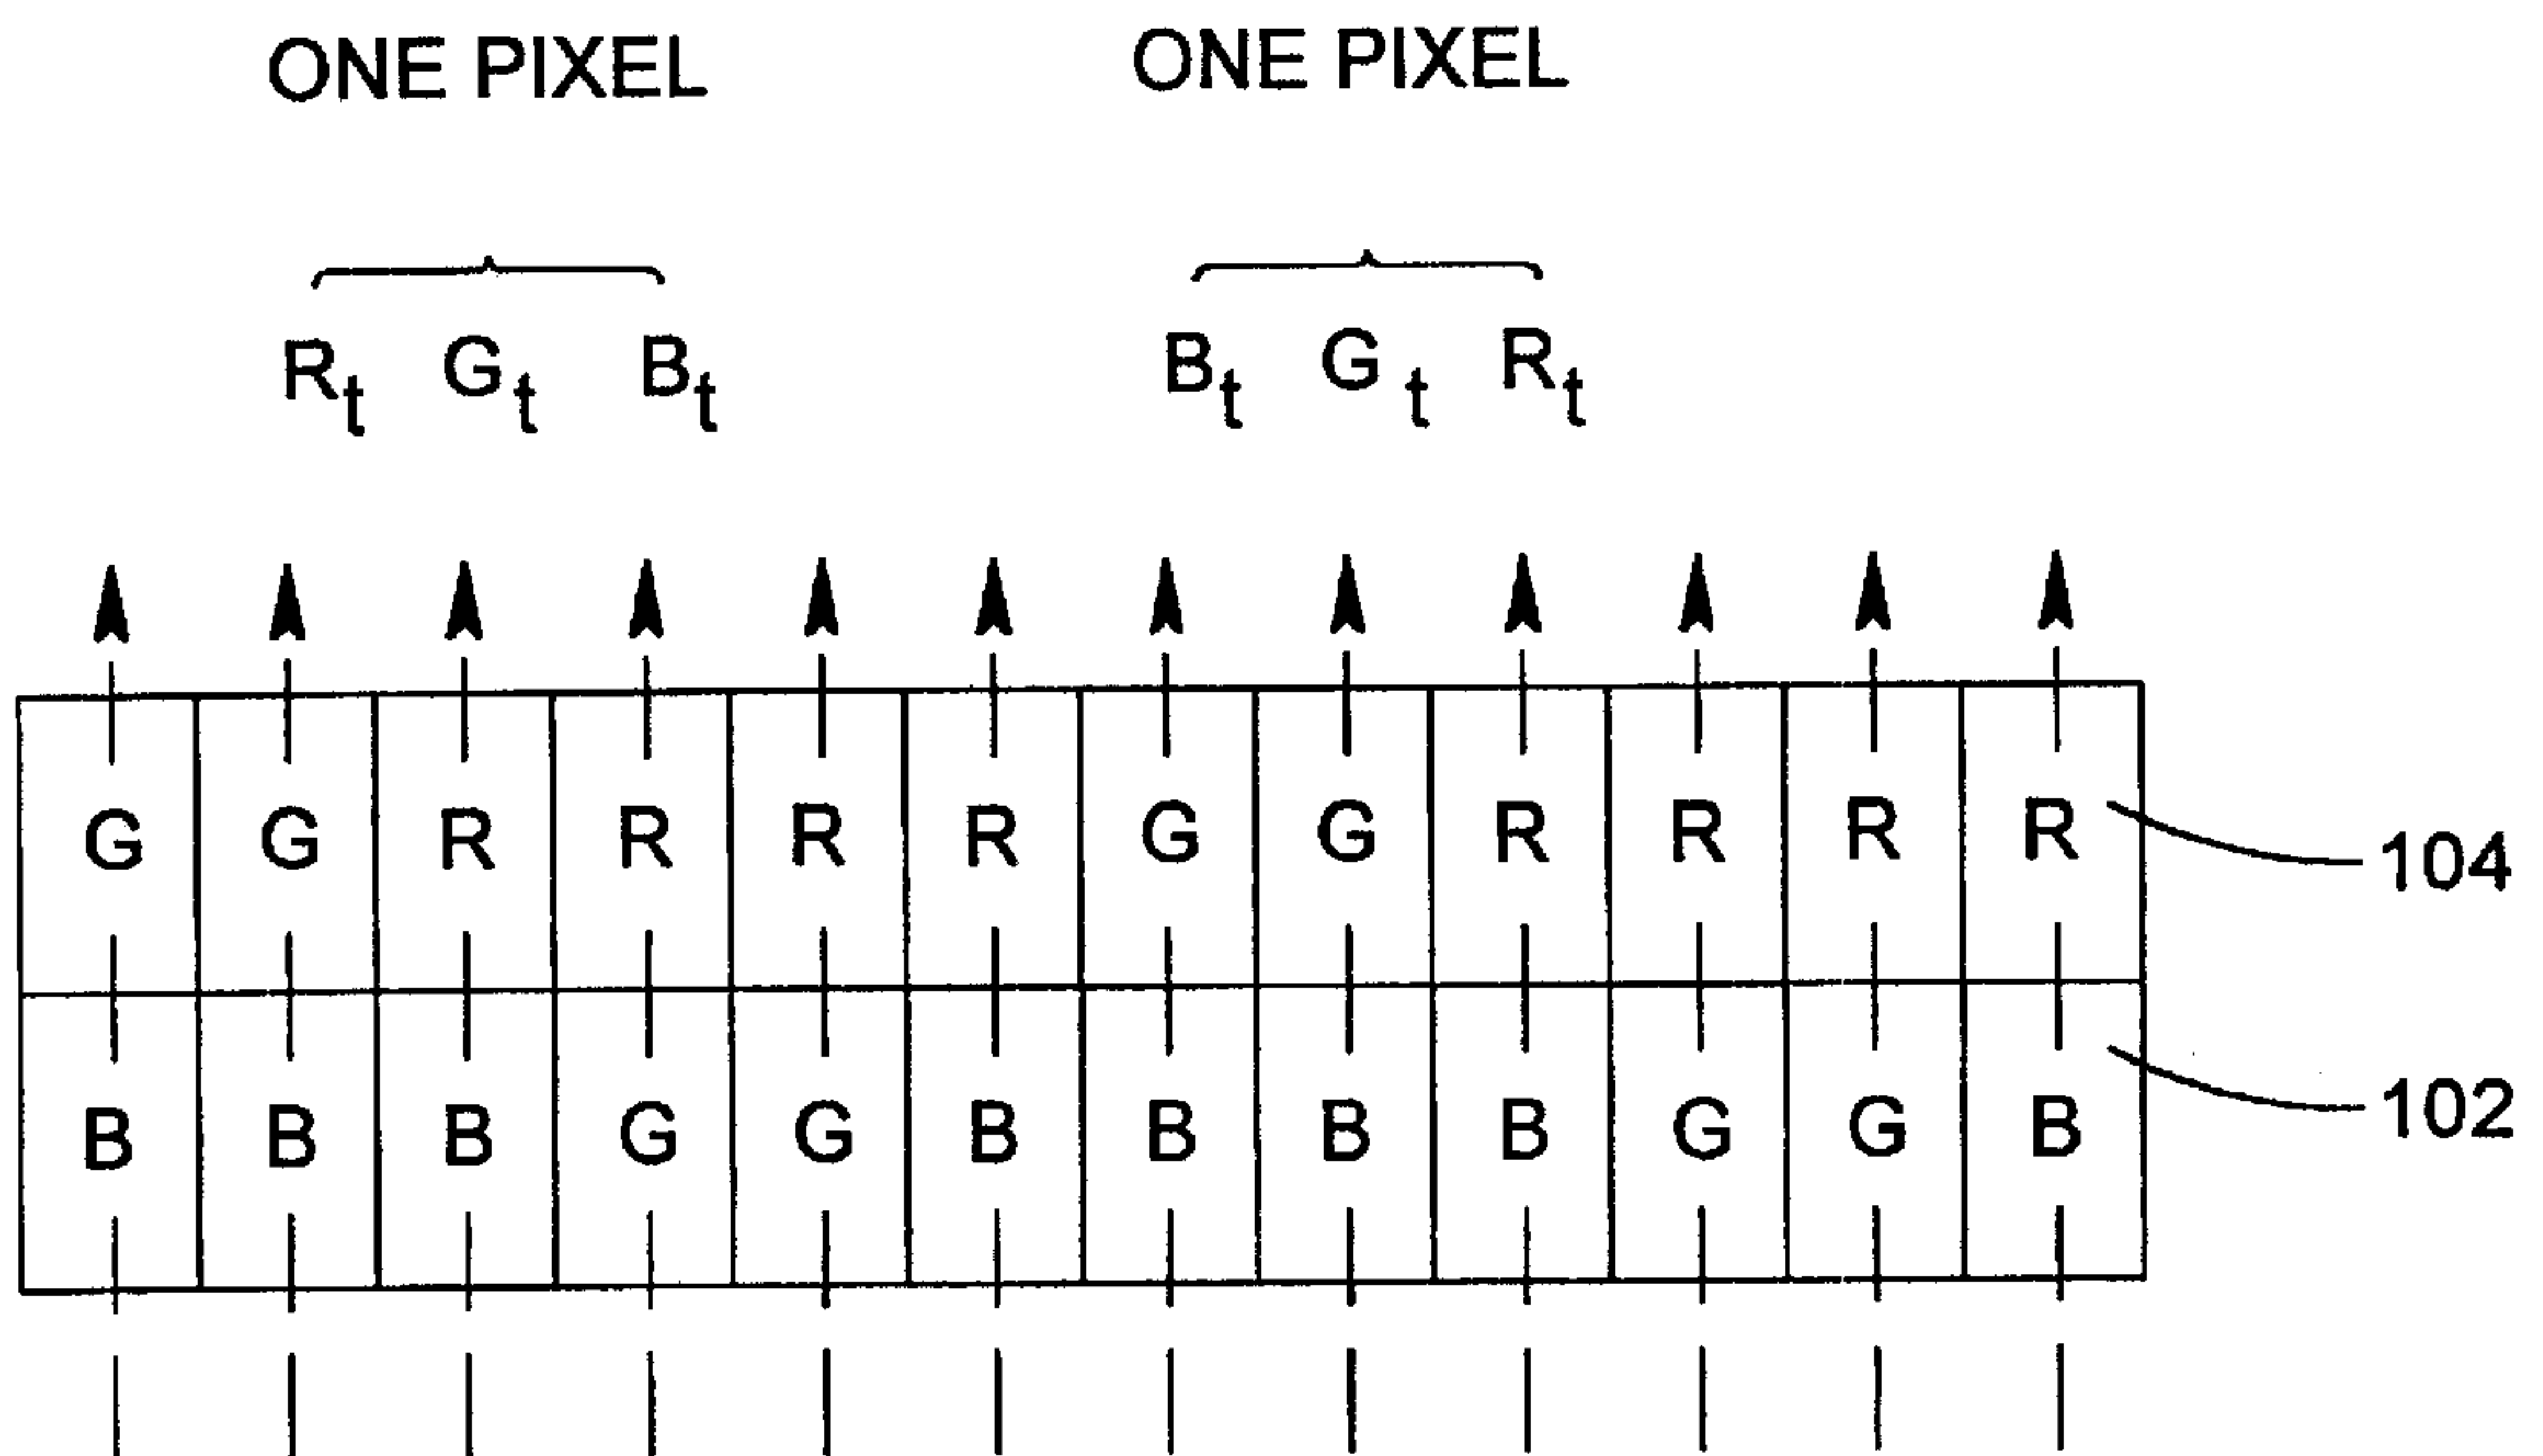 ONE PIXEL ONE PIXEL
Rt Gt Bt Bt Gt Rt
G G R R R R G G R R R R
104
B B B G G B B B B G G B
102